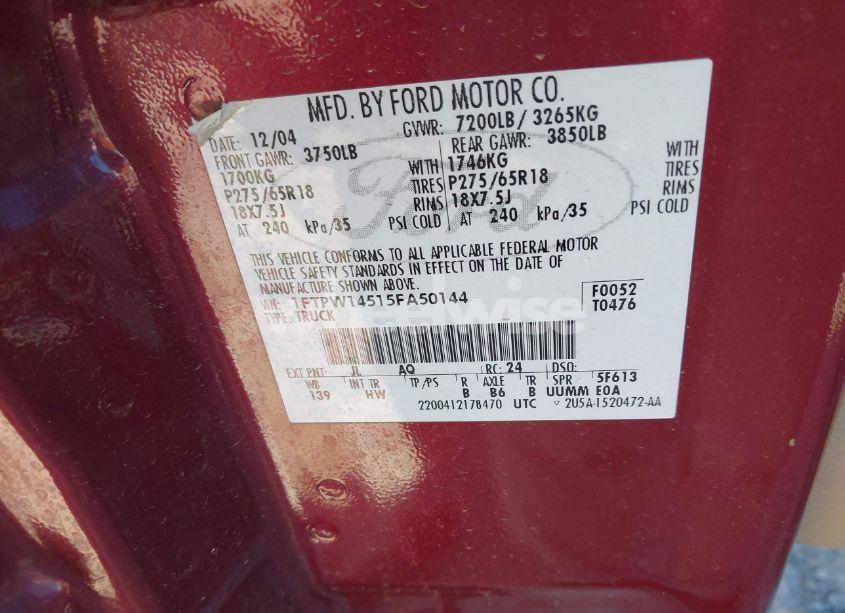 MFD. BY FORD MOTOR CO.
DATE: 12/04 GVWR: 7200LB / 3265KG
FRONT GAWR: 3750LB REAR GAWR: 3850LB
1700KG WITH 1746KG WITH
P275/65R18 TIRES P275/65R18 TIRES
18X7.5J RIMS 18X7.5J RIMS
AT 240 kPa/35 PSI COLD AT 240 kPa/35 PSI COLD
Ford
THIS VEHICLE CONFORMS TO ALL APPLICABLE FEDERAL MOTOR
VEHICLE SAFETY STANDARDS IN EFFECT ON THE DATE OF
MANUFACTURE SHOWN ABOVE.
VIN: 1FTPW14515FA50144 F0052
TYPE: TRUCK T0476
EXT PNT: JL AQ RC: 24 DSO:
WB INT TR TP/PS R AXLE TR SPR 5F613
139 HW B B6 B UUMM E0A
2200412178470 UTC ▿ 2U5A-1520472-AA